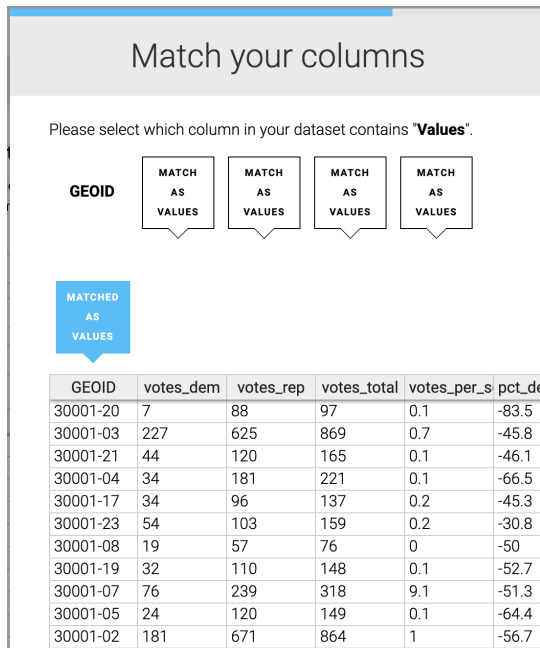 Match your columns
Please select which column in your dataset contains "Values".
GEOID
MATCH AS VALUES
MATCH AS VALUES
MATCH AS VALUES
MATCH AS VALUES
MATCHED AS VALUES
GEOID votes_dem votes_rep votes_total votes_per_s pct_de
30001-20 7 88 97 0.1 -83.5
30001-03 227 625 869 0.7 -45.8
30001-21 44 120 165 0.1 -46.1
30001-04 34 181 221 0.1 -66.5
30001-17 34 96 137 0.2 -45.3
30001-23 54 103 159 0.2 -30.8
30001-08 19 57 76 0 -50
30001-19 32 110 148 0.1 -52.7
30001-07 76 239 318 9.1 -51.3
30001-05 24 120 149 0.1 -64.4
30001-02 181 671 864 1 -56.7